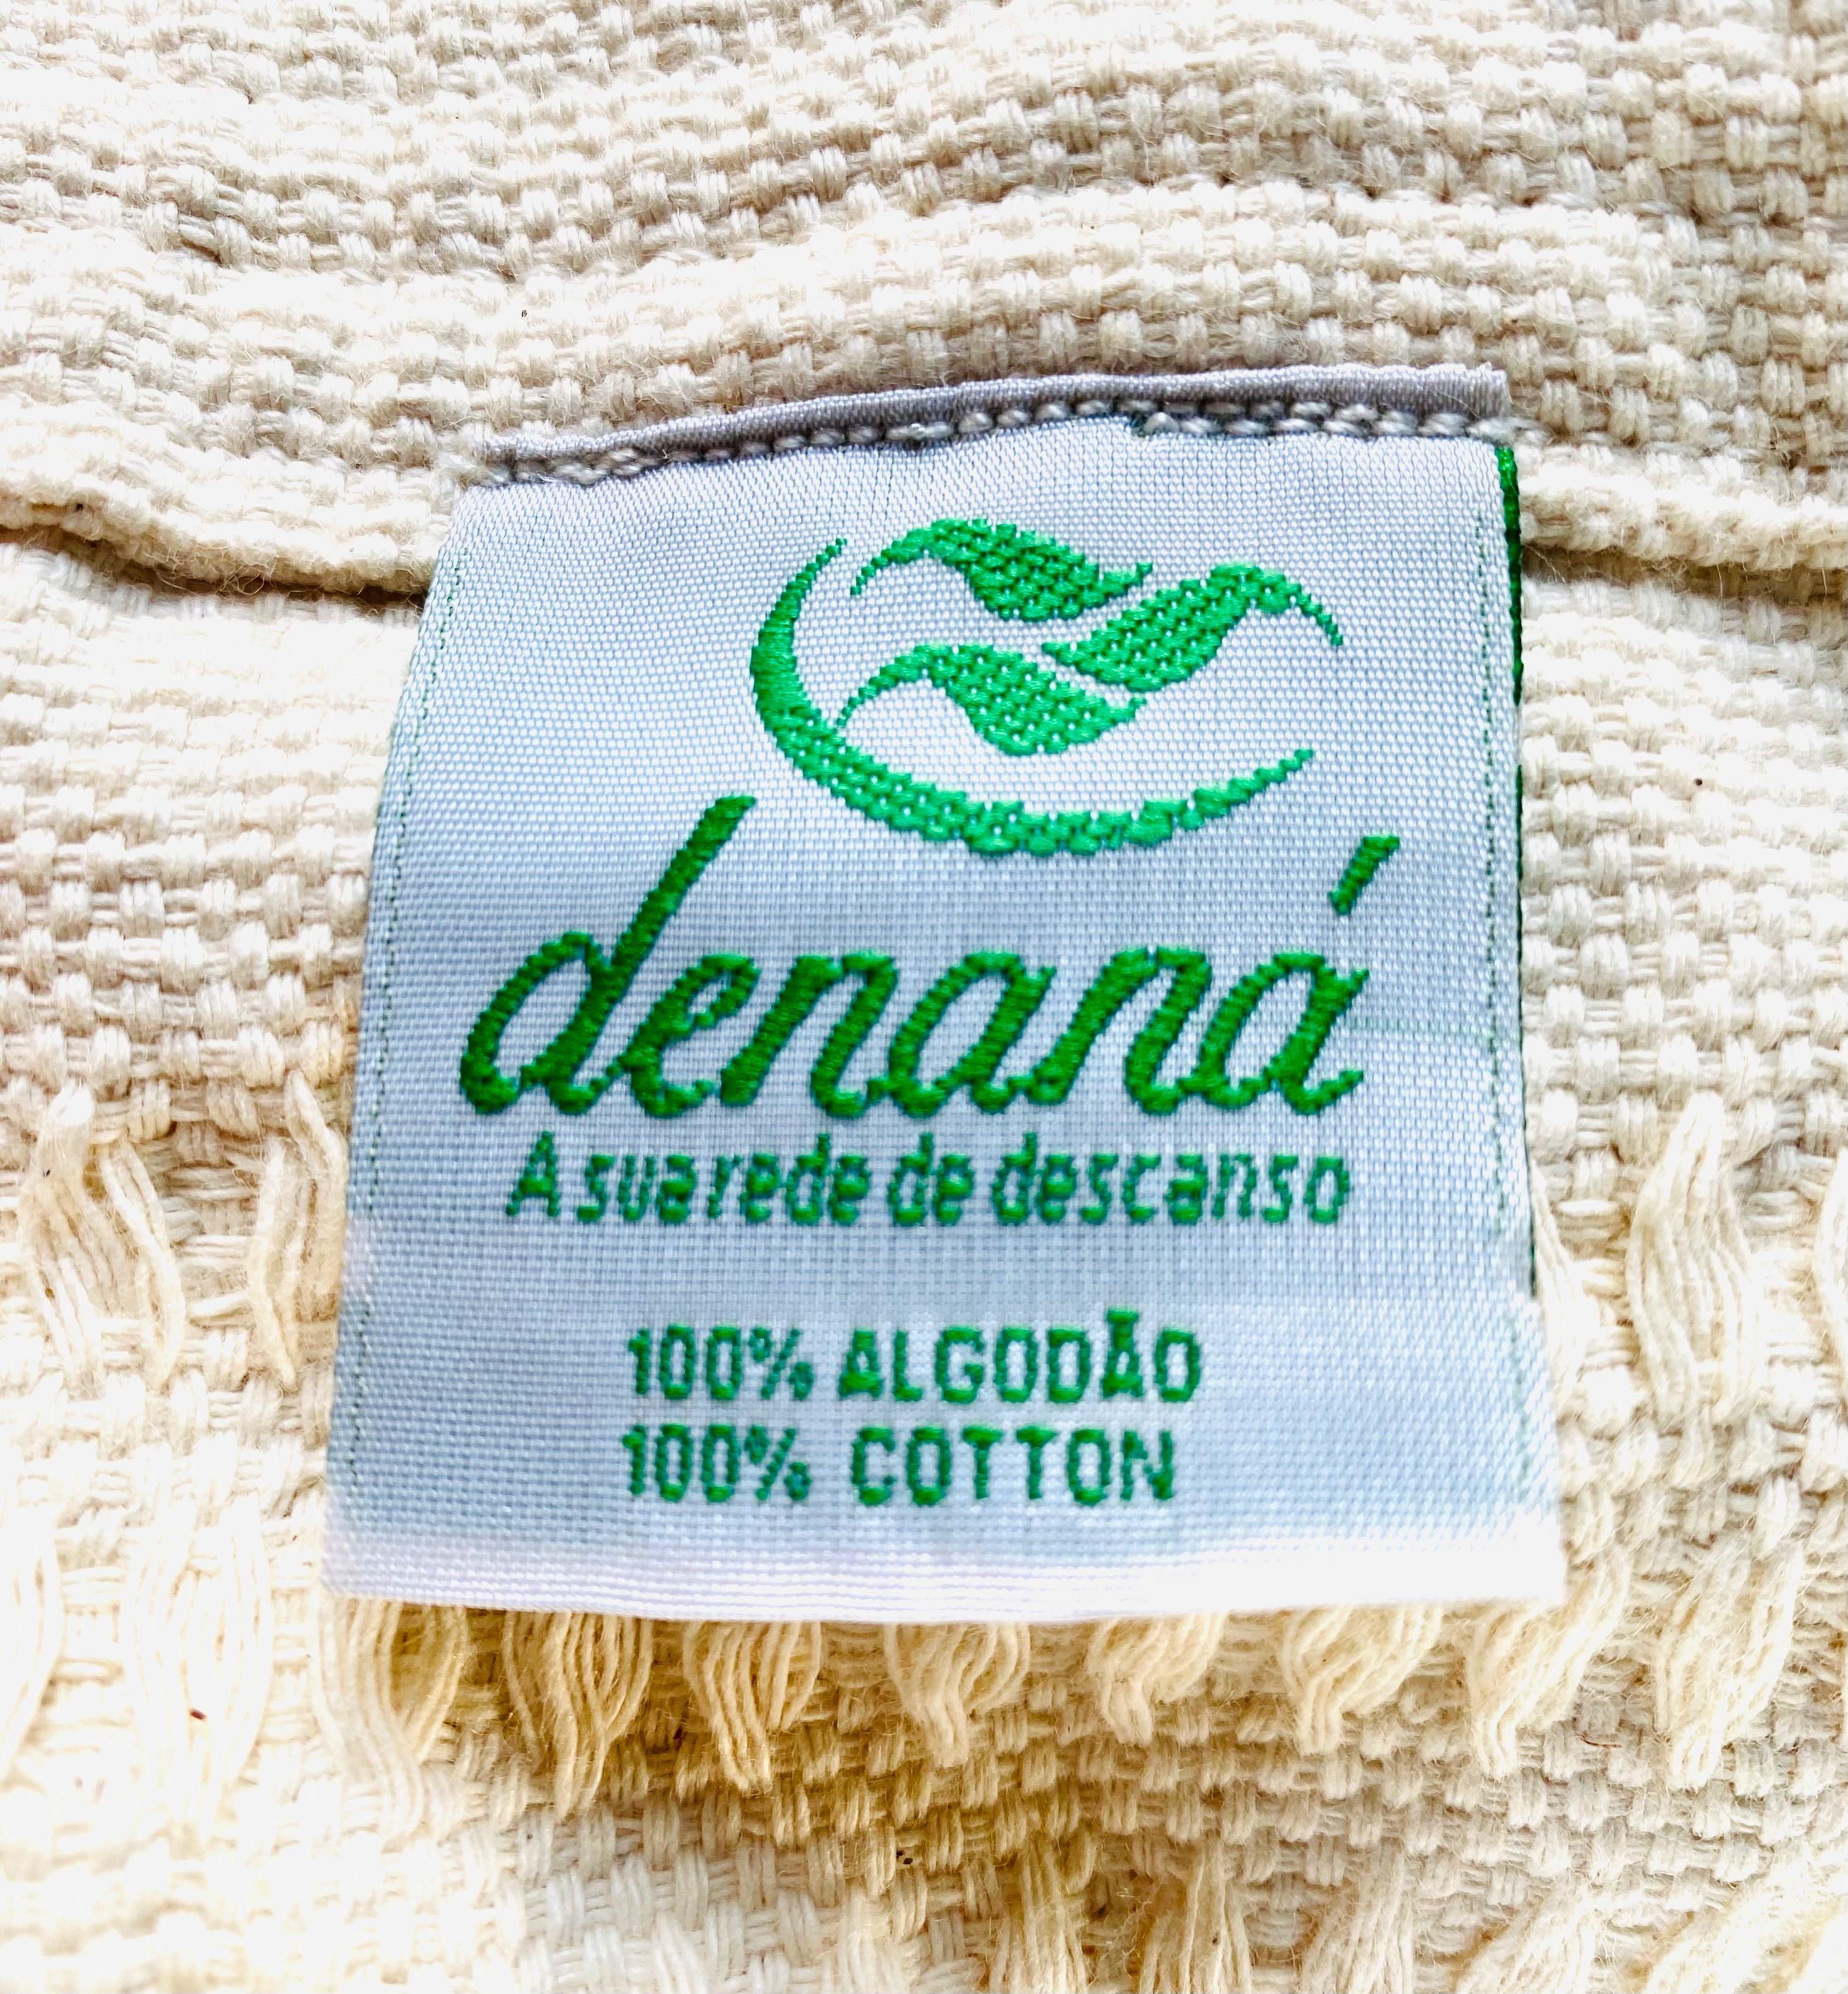 denaná
A sua rede de descanso
100% ALGODÃO
100% COTTON